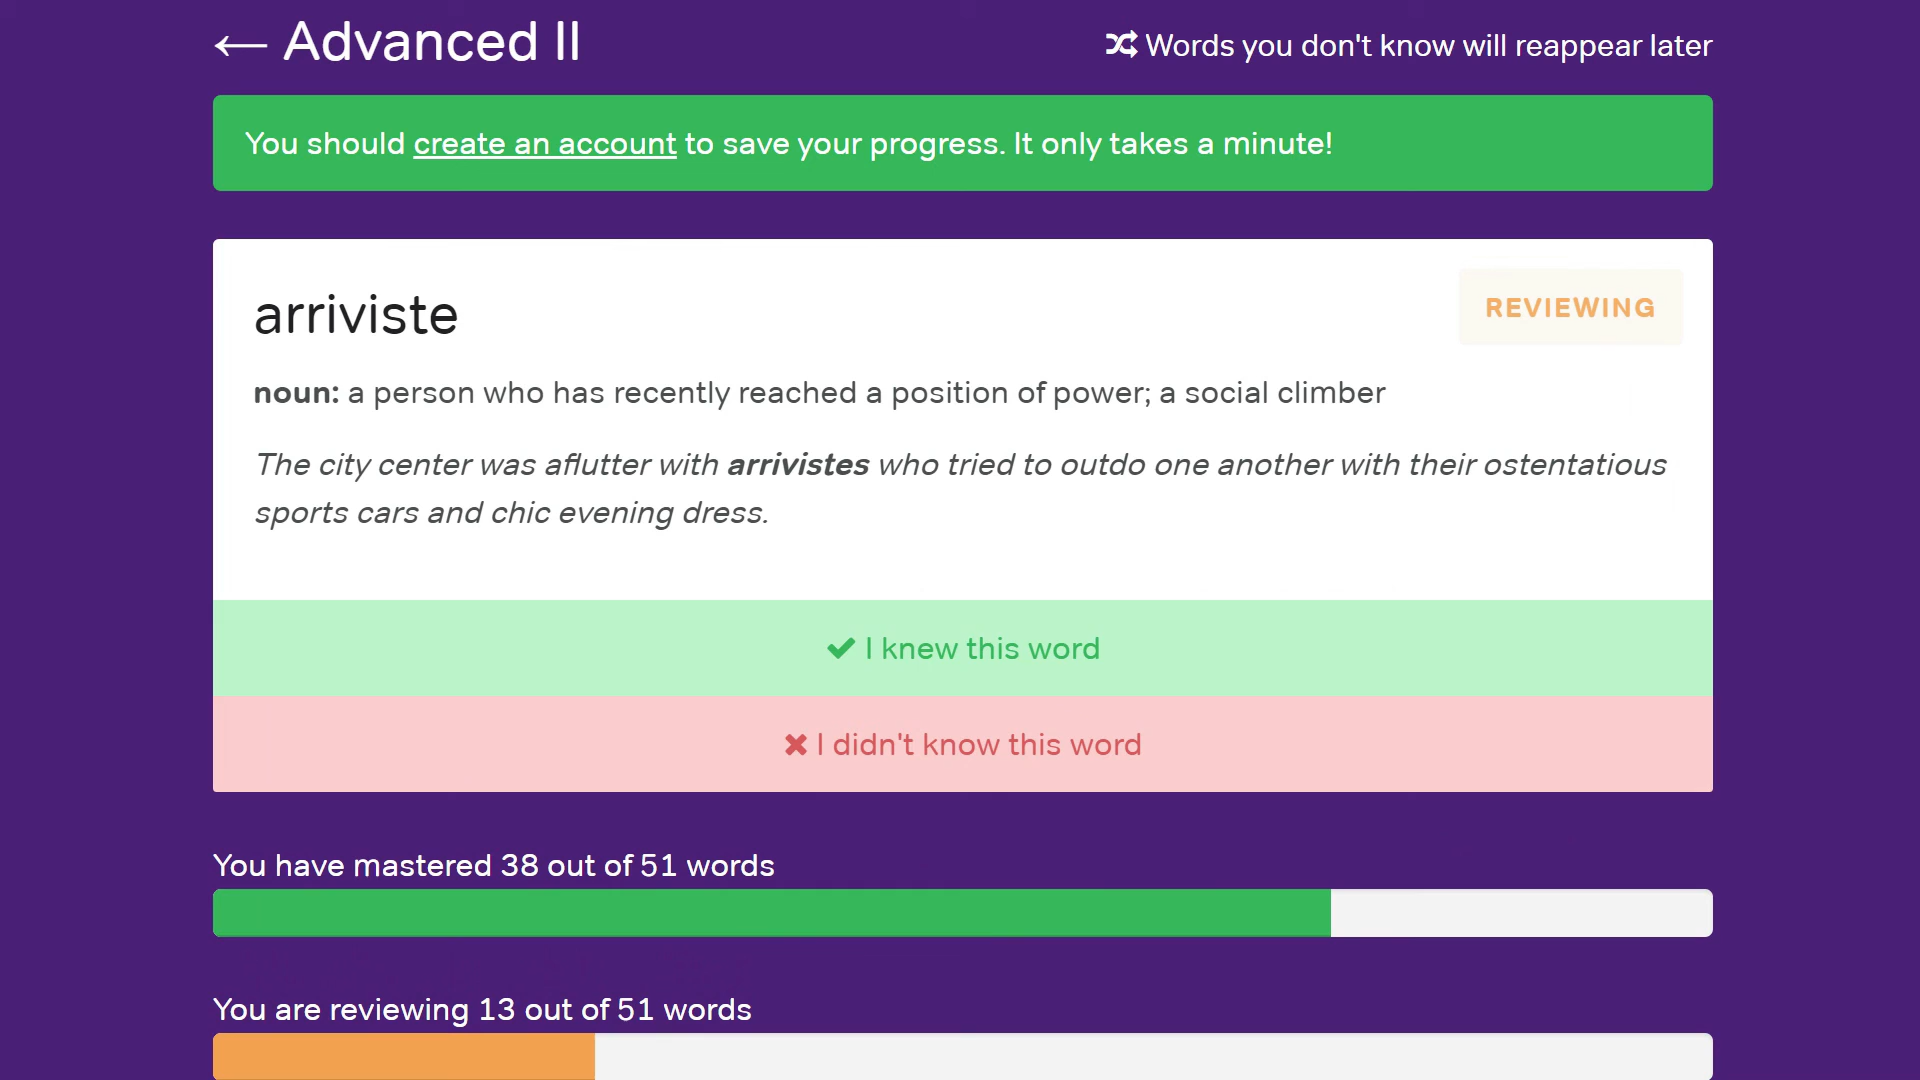 ← Advanced II
Words you don't know will reappear later
You should create an account to save your progress. It only takes a minute!
arriviste
REVIEWING
noun: a person who has recently reached a position of power; a social climber
The city center was aflutter with arrivistes who tried to outdo one another with their ostentatious
sports cars and chic evening dress.
I knew this word
I didn't know this word
You have mastered 38 out of 51 words
You are reviewing 13 out of 51 words